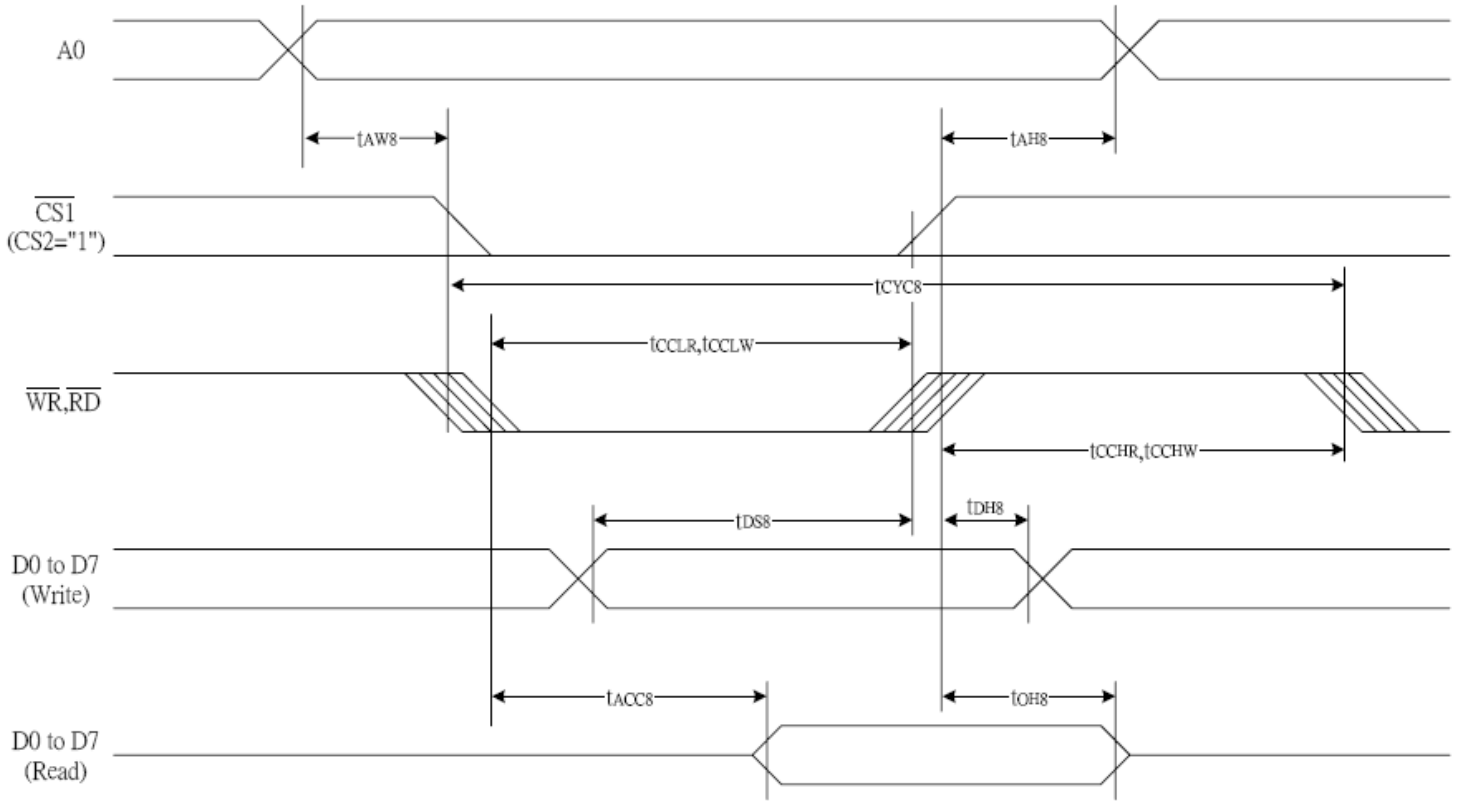 A0
tAW8
tAH8
CS1
(CS2="1")
tCYC8
tCCLR,tCCLW
WR,RD
tCCHR,tCCHW
tDS8
tDH8
D0 to D7
(Write)
tACC8
tOH8
D0 to D7
(Read)